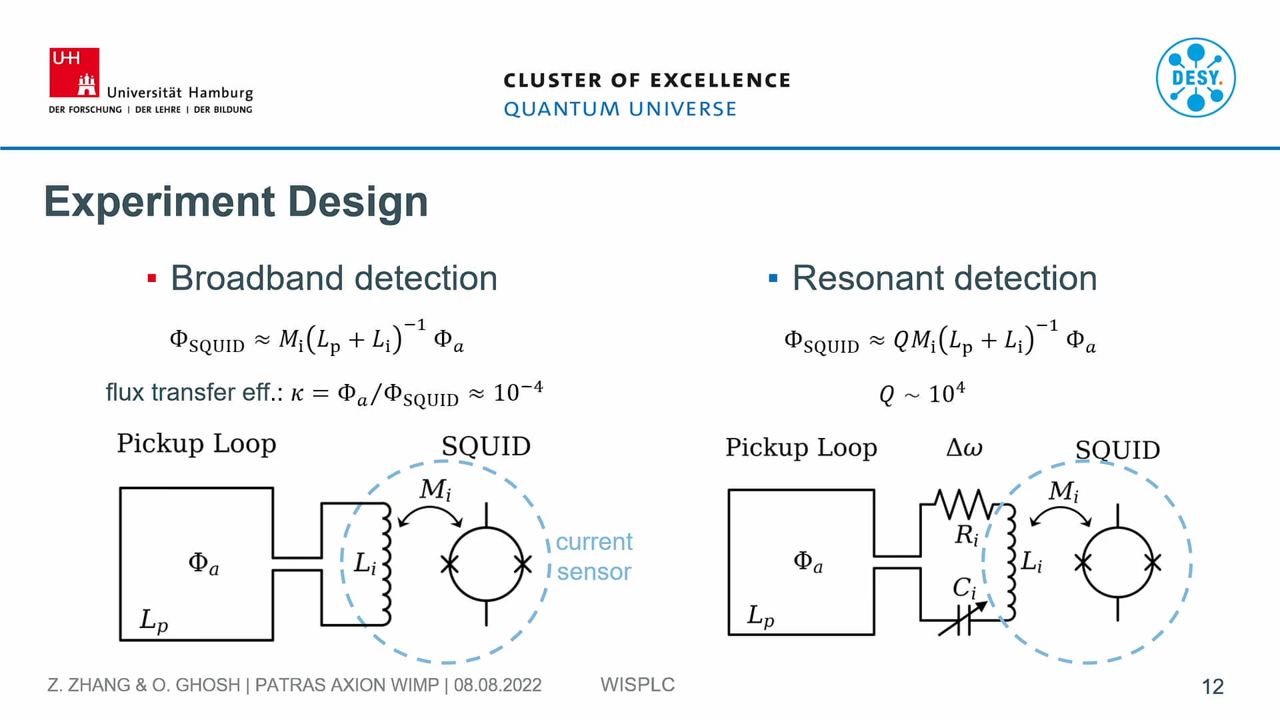 UHH
Universität Hamburg
DER FORSCHUNG | DER LEHRE | DER BILDUNG
CLUSTER OF EXCELLENCE
QUANTUM UNIVERSE
DESY.
Experiment Design
▪ Broadband detection
Φ_SQUID ≈ M_i(L_p + L_i)^−1 Φ_a
flux transfer eff.: κ = Φ_a/Φ_SQUID ≈ 10^−4
Pickup Loop
SQUID
M_i
Φ_a
L_i
L_p
current
sensor
▪ Resonant detection
Φ_SQUID ≈ QM_i(L_p + L_i)^−1 Φ_a
Q ~ 10^4
Pickup Loop
Δω
SQUID
M_i
R_i
Φ_a
L_i
C_i
L_p
Z. ZHANG & O. GHOSH | PATRAS AXION WIMP | 08.08.2022
WISPLC
12